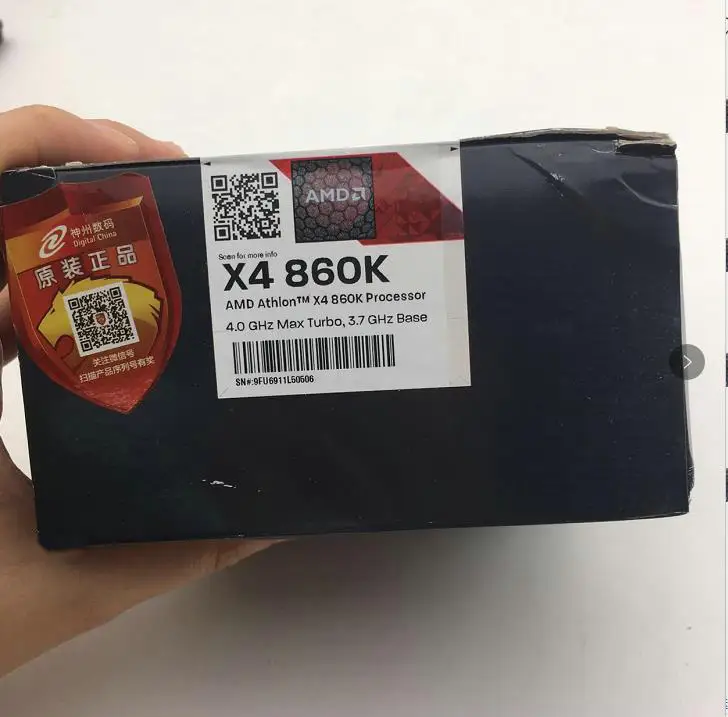 神州数码
Digital China
原装正品
关注微信号
扫描产品序列号有奖
AMD
Scan for more info
X4 860K
AMD Athlon™ X4 860K Processor
4.0 GHz Max Turbo, 3.7 GHz Base
SN#:9FU6911L50506